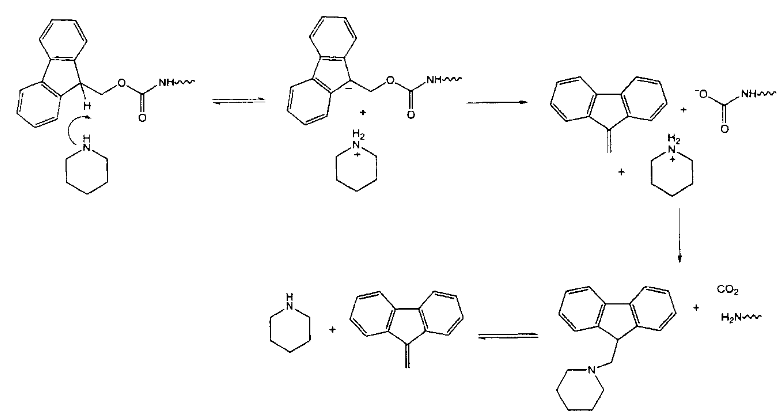 H
O
NH
O
H
N
+
O
NH
O
H2
N
+
+
-O
NH
O
+
H2
N
+
H
N
+
N
+
CO2
H2N